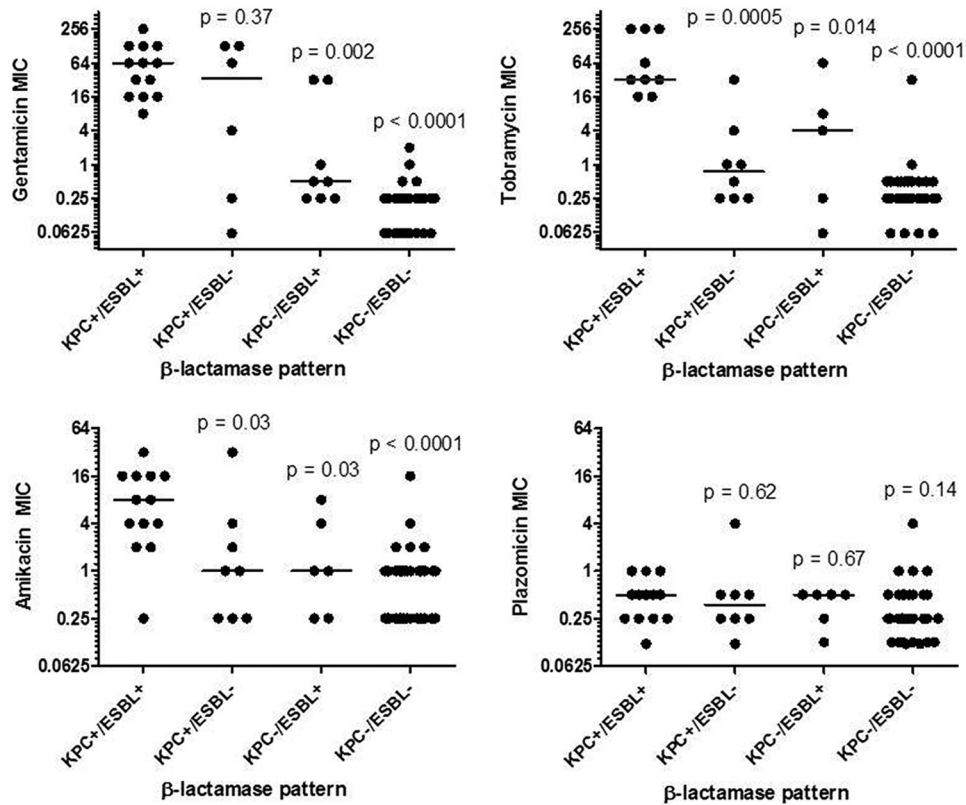 Gentamicin MIC
256
64
16
4
1
0.25
0.0625
p = 0.37
p = 0.002
p < 0.0001
KPC+/ESBL+
KPC+/ESBL-
KPC-/ESBL+
KPC-/ESBL-
β-lactamase pattern
Tobramycin MIC
256
64
16
4
1
0.25
0.0625
p = 0.0005
p = 0.014
p < 0.0001
KPC+/ESBL+
KPC+/ESBL-
KPC-/ESBL+
KPC-/ESBL-
β-lactamase pattern
Amikacin MIC
64
16
4
1
0.25
0.0625
p = 0.03
p = 0.03
p < 0.0001
KPC+/ESBL+
KPC+/ESBL-
KPC-/ESBL+
KPC-/ESBL-
β-lactamase pattern
Plazomicin MIC
64
16
4
1
0.25
0.0625
p = 0.62
p = 0.67
p = 0.14
KPC+/ESBL+
KPC+/ESBL-
KPC-/ESBL+
KPC-/ESBL-
β-lactamase pattern